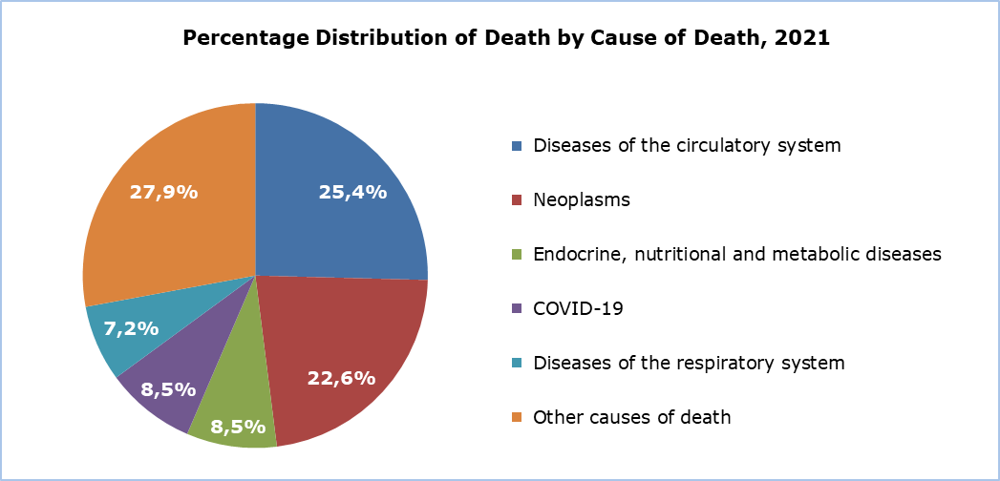 Percentage Distribution of Death by Cause of Death, 2021
27,9%
25,4%
7,2%
8,5%
8,5%
22,6%
Diseases of the circulatory system
Neoplasms
Endocrine, nutritional and metabolic diseases
COVID-19
Diseases of the respiratory system
Other causes of death